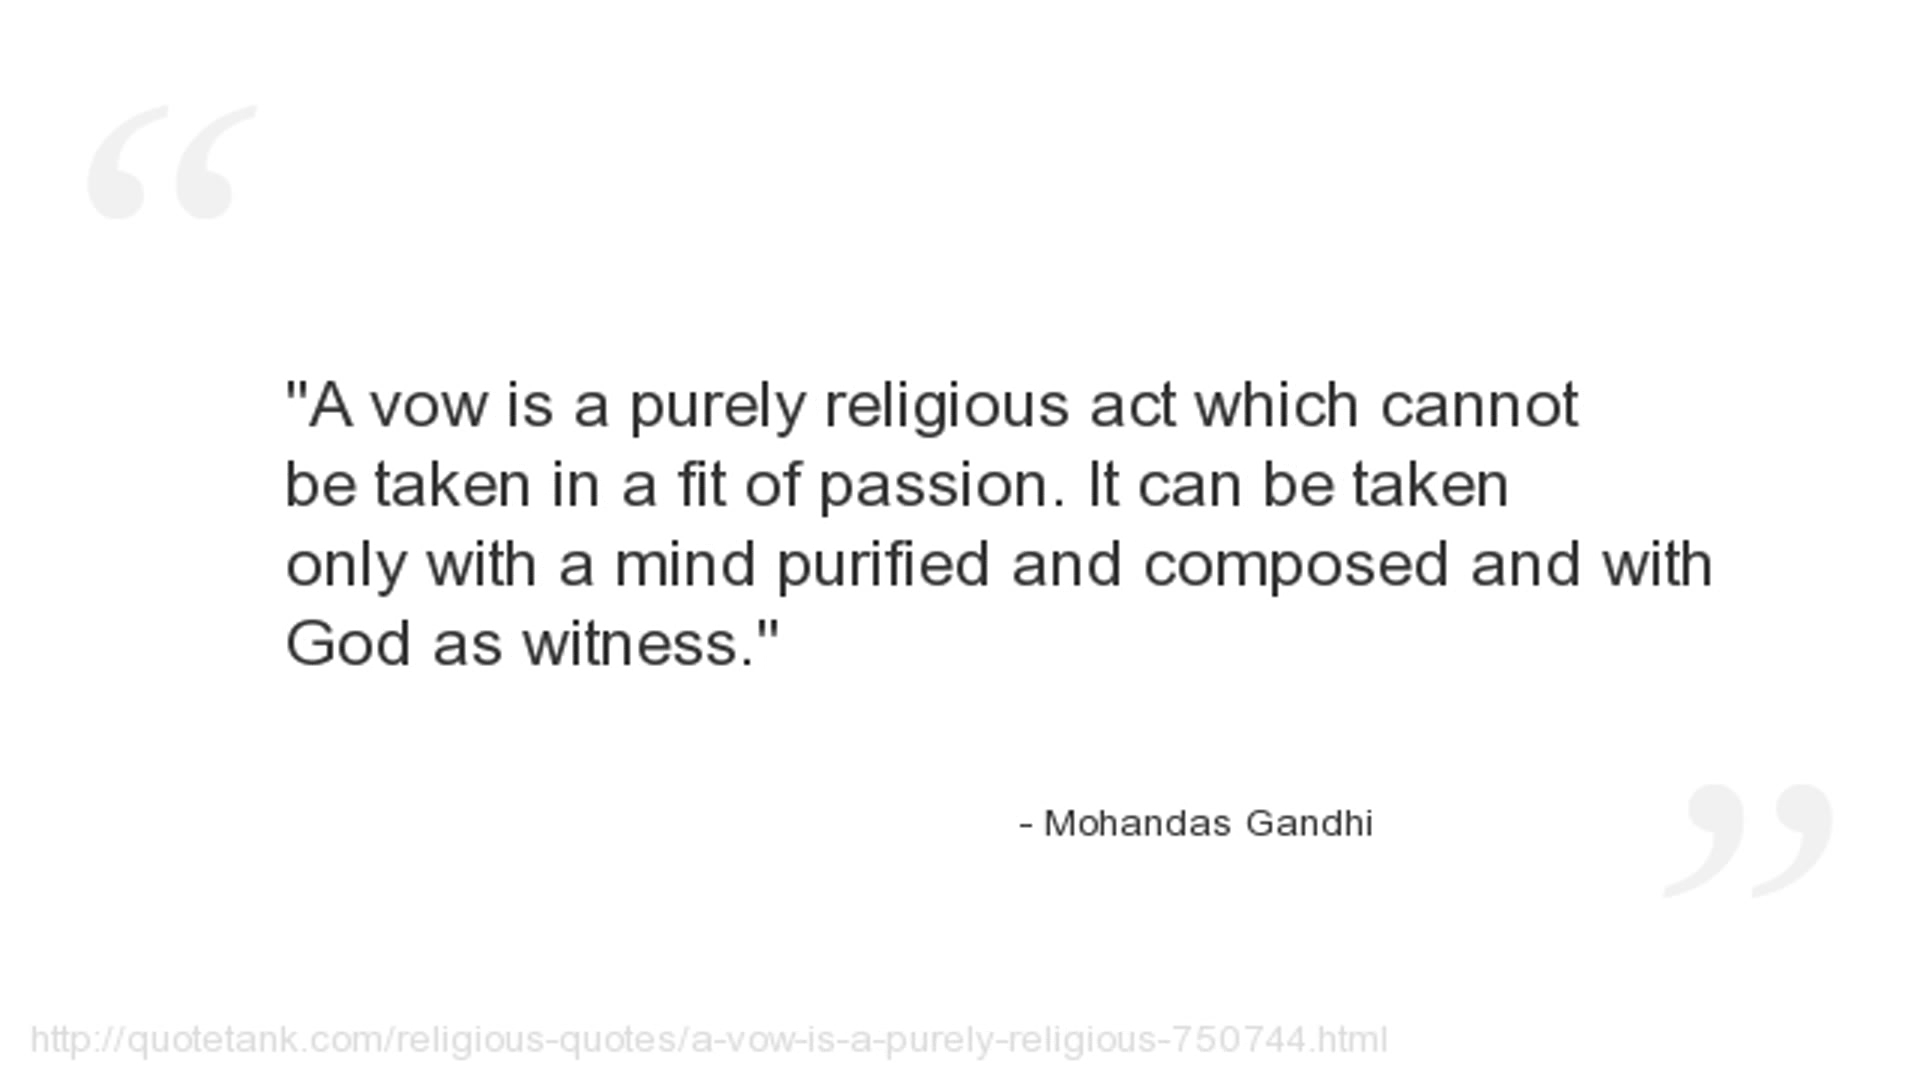 "A vow is a purely religious act which cannot
be taken in a fit of passion. It can be taken
only with a mind purified and composed and with
God as witness."
- Mohandas Gandhi
http://quotetank.com/religious-quotes/a-vow-is-a-purely-religious-750744.html